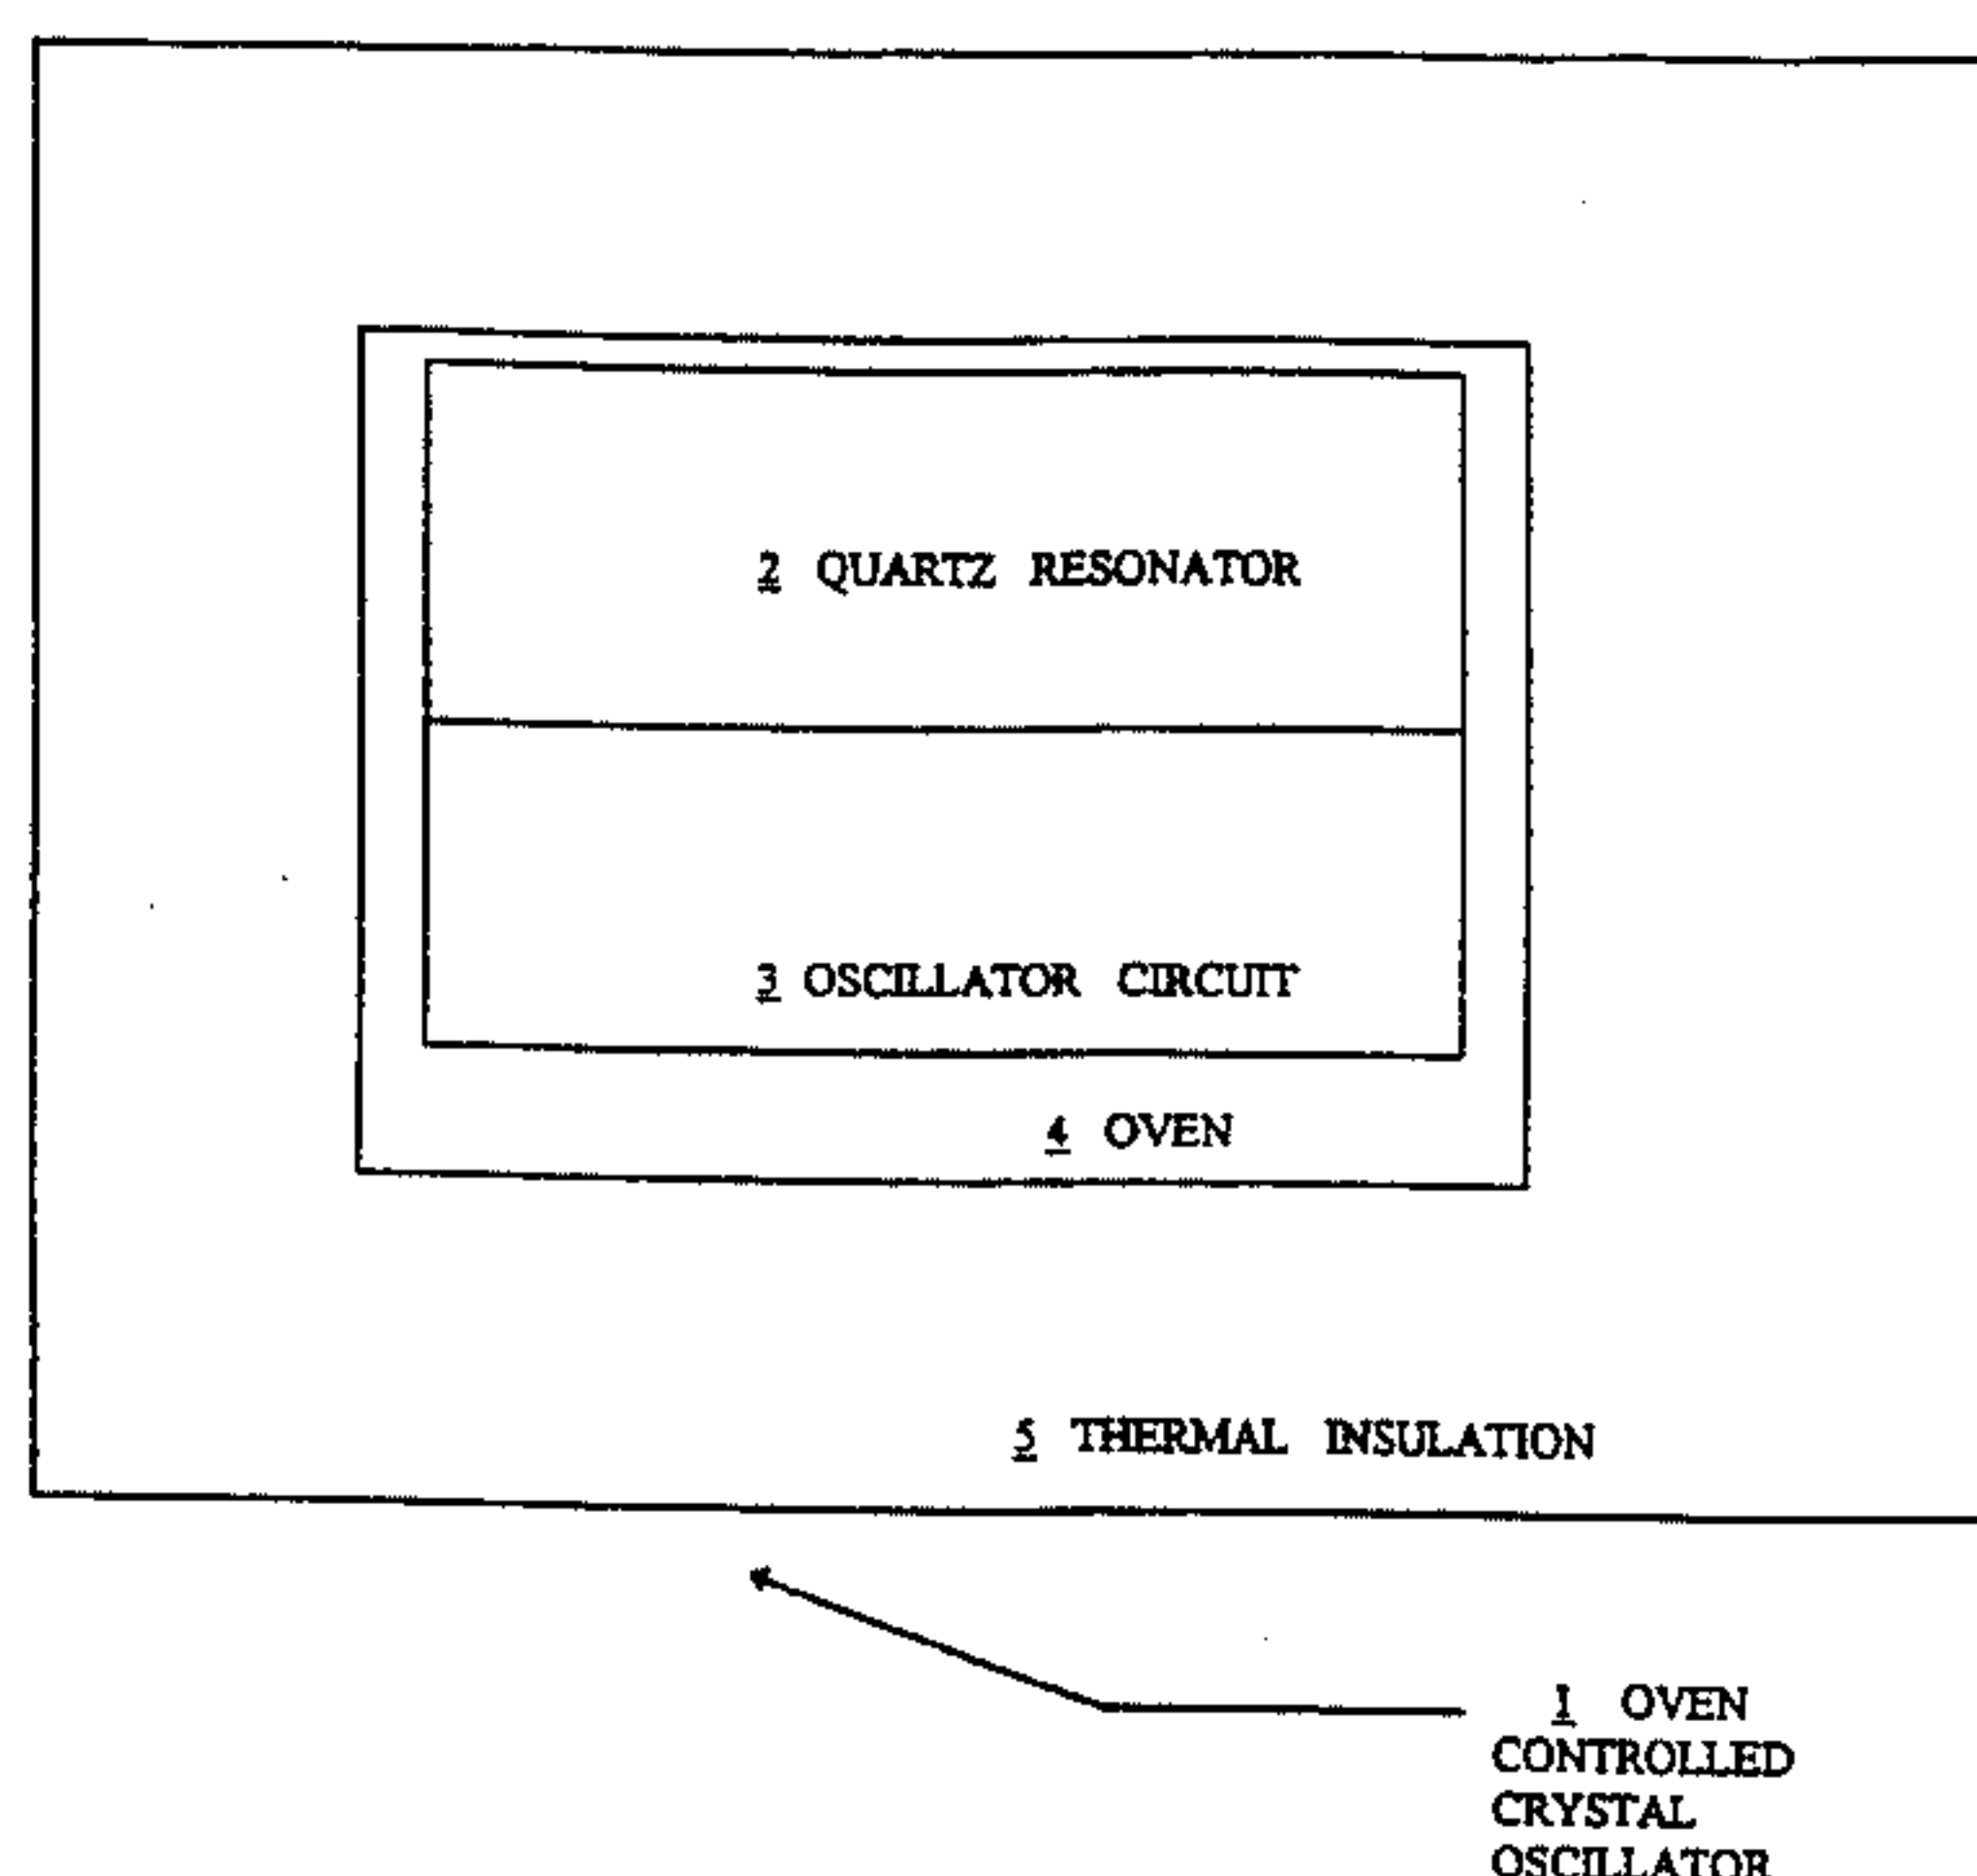 2 QUARTZ RESONATOR
3 OSCILLATOR CIRCUIT
4 OVEN
5 THERMAL INSULATION
1 OVEN
CONTROLLED
CRYSTAL
OSCILLATOR